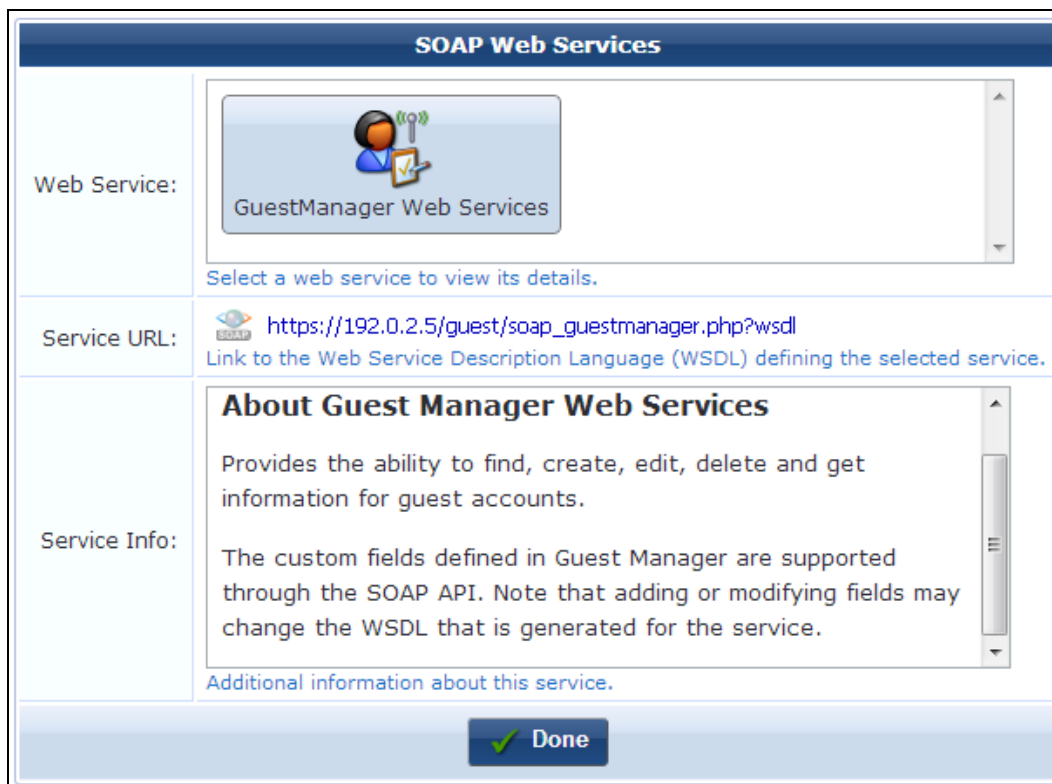 SOAP Web Services
Web Service:
GuestManager Web Services
Select a web service to view its details.
Service URL:
SOAP
https://192.0.2.5/guest/soap_guestmanager.php?wsdl
Link to the Web Service Description Language (WSDL) defining the selected service.
Service Info:
About Guest Manager Web Services
Provides the ability to find, create, edit, delete and get
information for guest accounts.
The custom fields defined in Guest Manager are supported
through the SOAP API. Note that adding or modifying fields may
change the WSDL that is generated for the service.
Additional information about this service.
Done